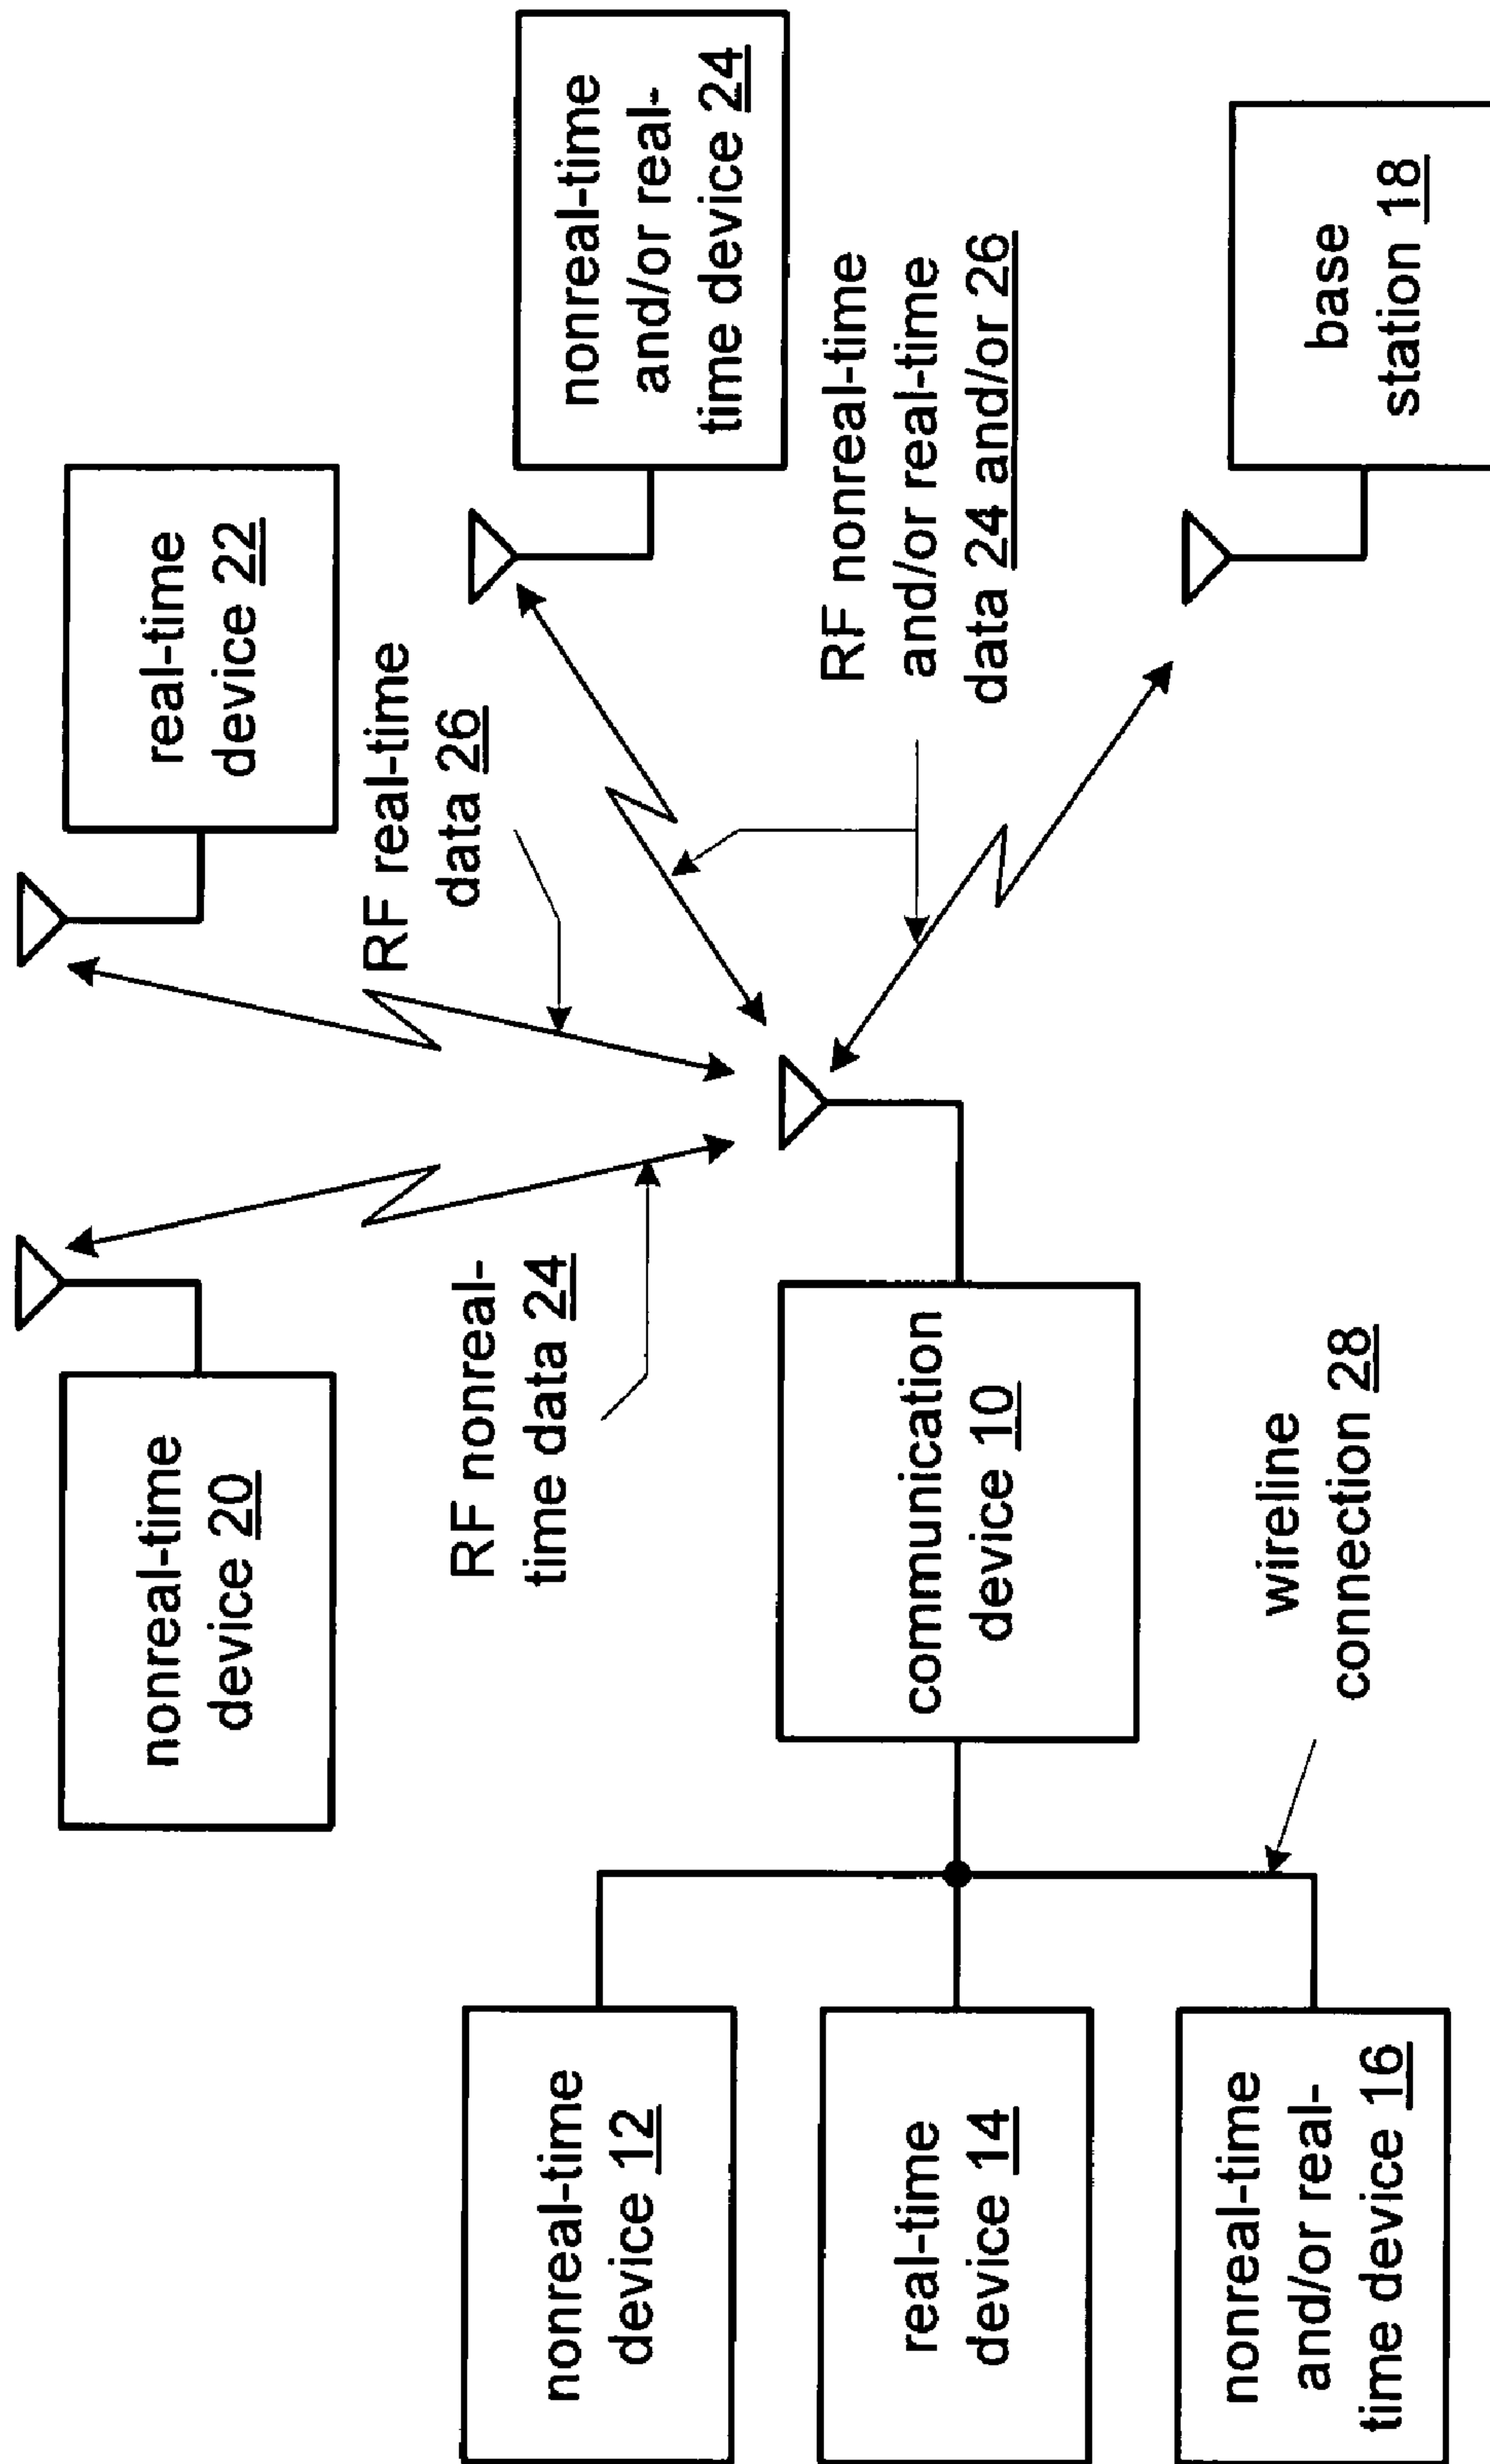 nonreal-time
device 20
real-time
device 22
RF nonreal-
time data 24
RF real-time
data 26
nonreal-time
and/or real-
time device 24
nonreal-time
device 12
real-time
device 14
nonreal-time
and/or real-
time device 16
communication
device 10
RF nonreal-time
and/or real-time
data 24 and/or 26
wireline
connection 28
base
station 18